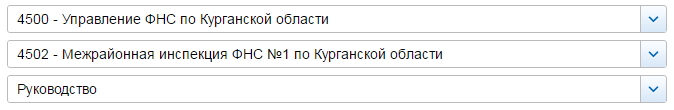 4500 - Управление ФНС по Курганской области
4502 - Межрайонная инспекция ФНС №1 по Курганской области
Руководство